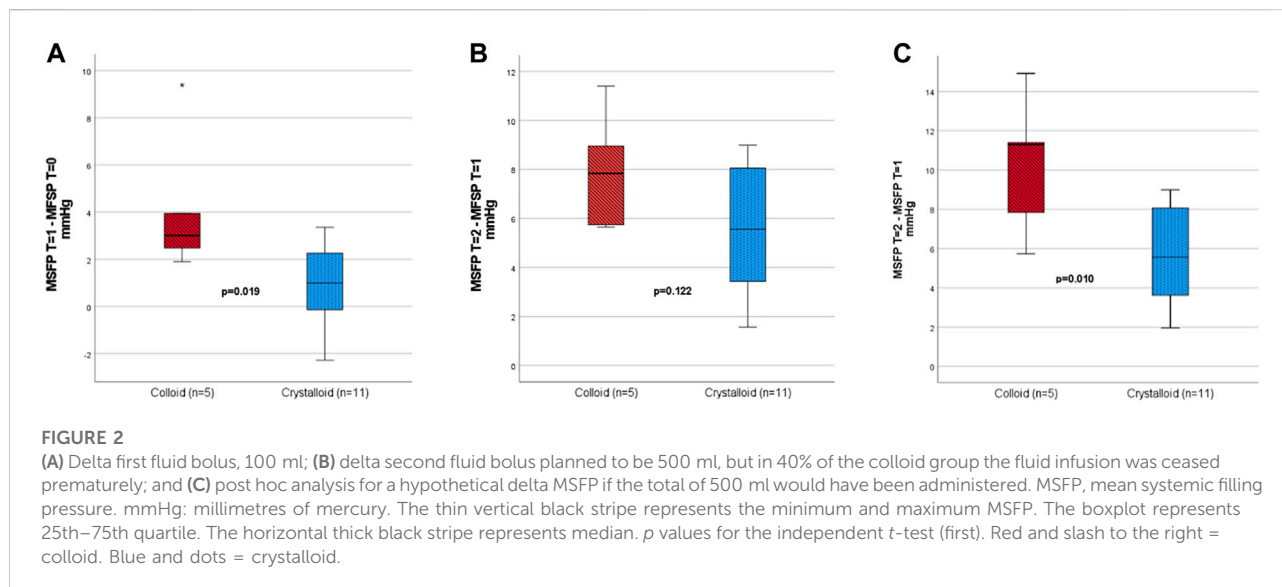 A
MSFP T=1 - MFSP T=0
mmHg
10
*
8
6
4
2
0
-2
p=0.019
Colloid (n=5)
Crystalloid (n=11)
B
MSFP T=2 - MFSP T=1
mmHg
12
10
8
6
4
2
0
p=0.122
Colloid (n=5)
Crystalloid (n=11)
C
MSFP T=2 - MSFP T=1
mmHg
14
12
10
8
6
4
2
0
p=0.010
Colloid (n=5)
Crystalloid (n=11)
FIGURE 2
(A) Delta first fluid bolus, 100 ml; (B) delta second fluid bolus planned to be 500 ml, but in 40% of the colloid group the fluid infusion was ceased
prematurely; and (C) post hoc analysis for a hypothetical delta MSFP if the total of 500 ml would have been administered. MSFP, mean systemic filling
pressure. mmHg: millimetres of mercury. The thin vertical black stripe represents the minimum and maximum MSFP. The boxplot represents
25th–75th quartile. The horizontal thick black stripe represents median. p values for the independent t-test (first). Red and slash to the right =
colloid. Blue and dots = crystalloid.